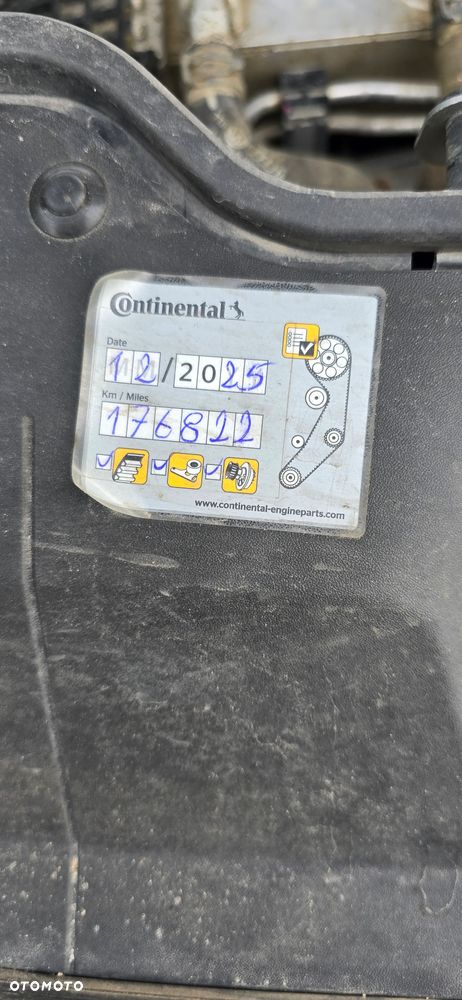 Continental
Date
12/2025
Km / Miles
176822
www.continental-engineparts.com
OTOMOTO